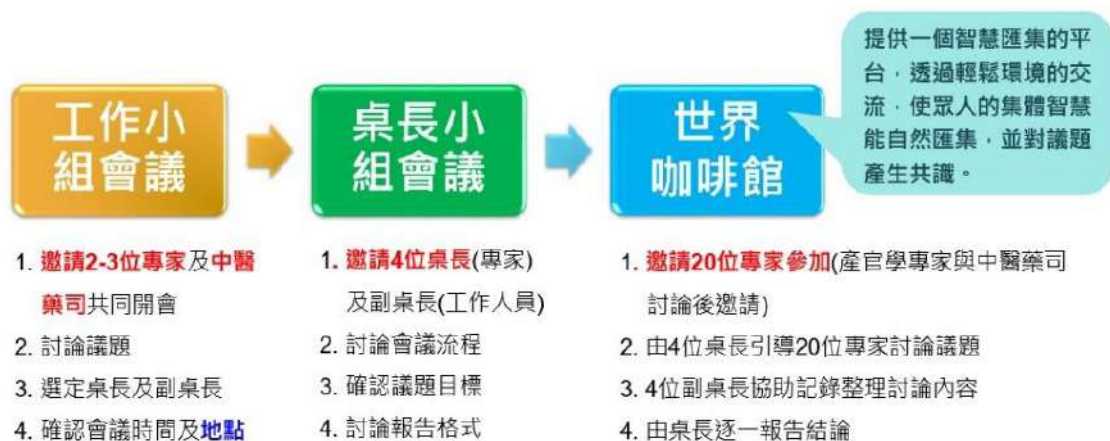 提供一個智慧匯集的平
台，透過輕鬆環境的交
流，使眾人的集體智慧
能自然匯集，並對議題
產生共識。
工作小
組會議
桌長小
組會議
世界
咖啡館
1. 邀請2-3位專家及中醫
藥司共同開會
2. 討論議題
3. 選定桌長及副桌長
4. 確認會議時間及地點
1. 邀請4位桌長(專家)
及副桌長(工作人員)
2. 討論會議流程
3. 確認議題目標
4. 討論報告格式
1. 邀請20位專家參加(產官學專家與中醫藥司
討論後邀請)
2. 由4位桌長引導20位專家討論議題
3. 4位副桌長協助記錄整理討論內容
4. 由桌長逐一報告結論